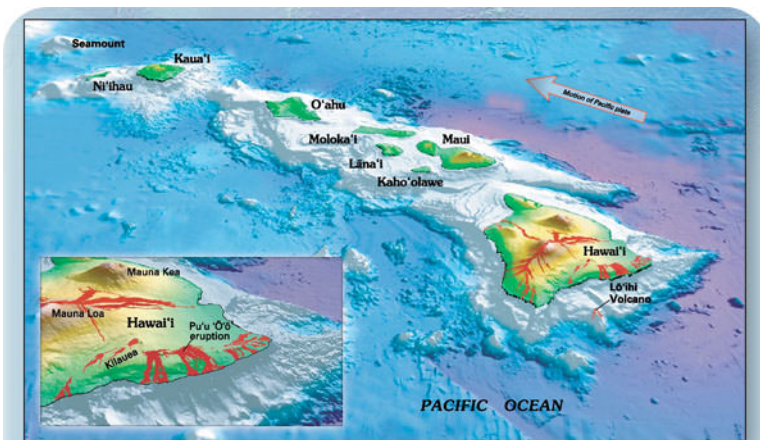 Seamount
Kaua'i
Ni'ihau
O'ahu
Motion of Pacific plate
Moloka'i
Maui
Lāna'i
Kaho'olawe
Hawai'i
Lō'ihi
Volcano
Mauna Kea
Mauna Loa
Hawai'i
Pu'u 'Ō'ō
eruption
Kilauea
PACIFIC OCEAN